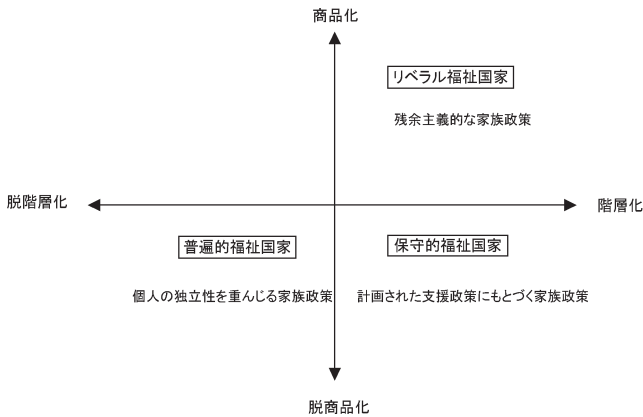 商品化
リベラル福祉国家
残余主義的な家族政策
脱階層化
階層化
普遍的福祉国家
保守的福祉国家
個人の独立性を重んじる家族政策
計画された支援政策にもとづく家族政策
脱商品化